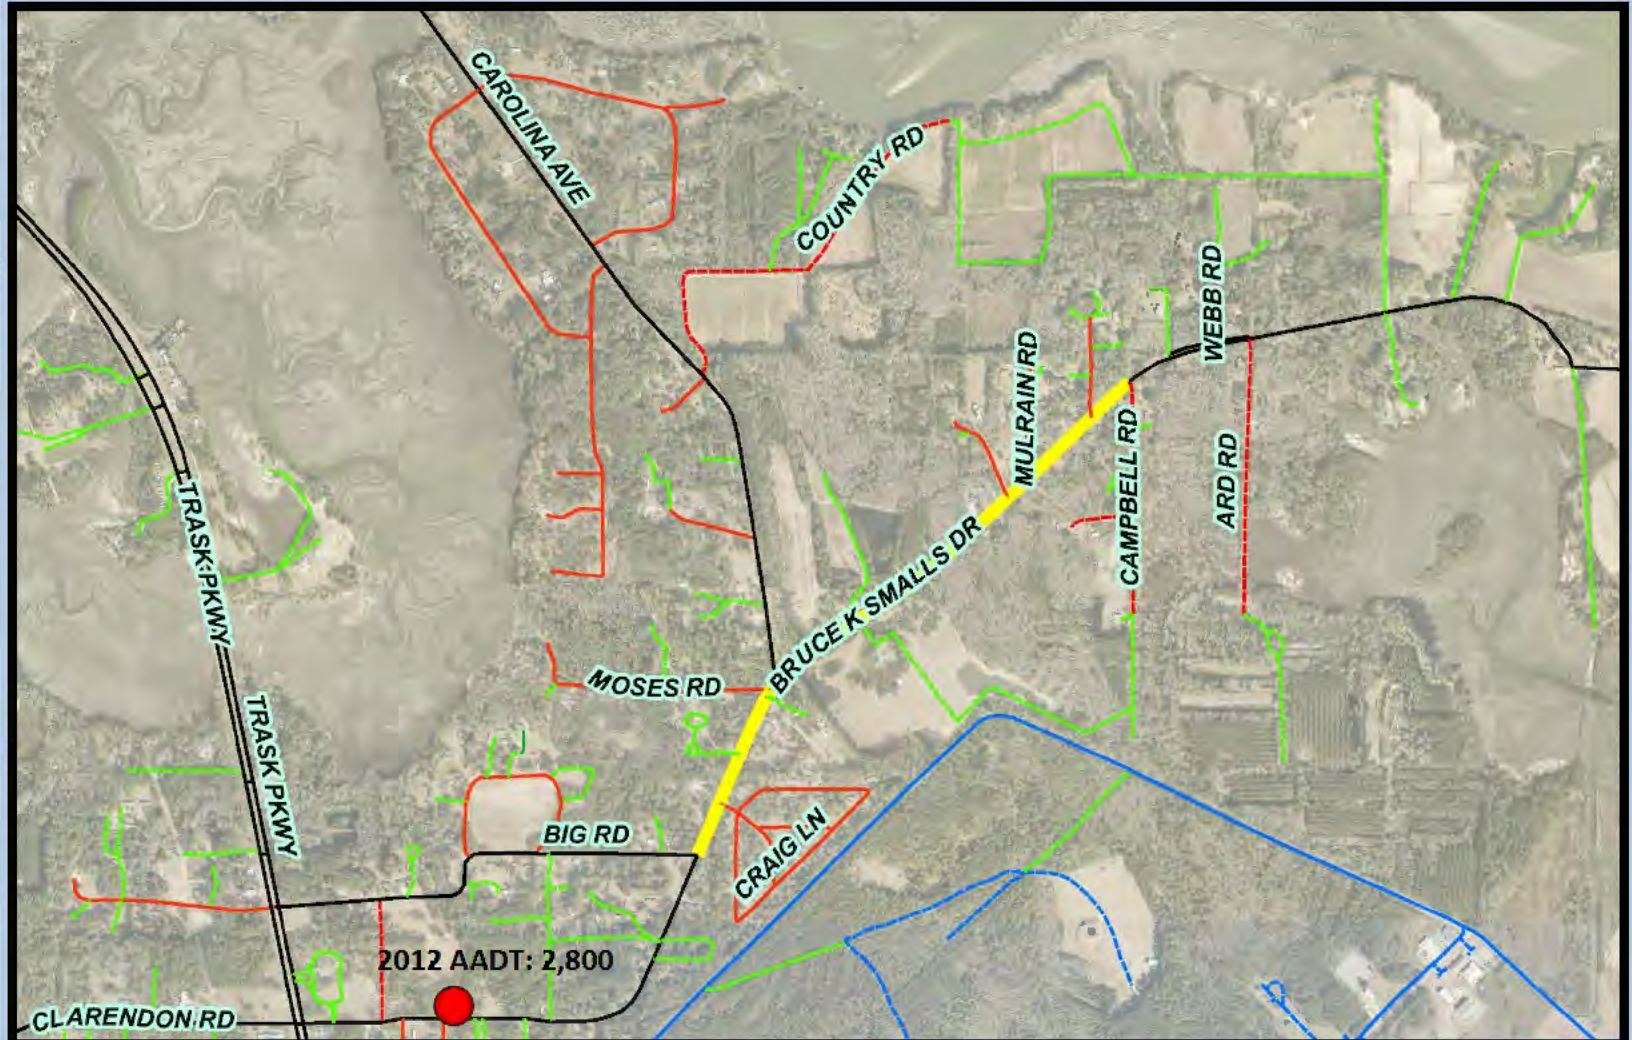 CAROLINA AVE
COUNTRY RD
WEBB RD
MULRAIN RD
CAMPBELL RD
ARD RD
TRASK PKWY
BRUCE K SMALLS DR
MOSES RD
TRASK PKWY
BIG RD
CRAIG LN
2012 AADT: 2,800
CLARENDON RD